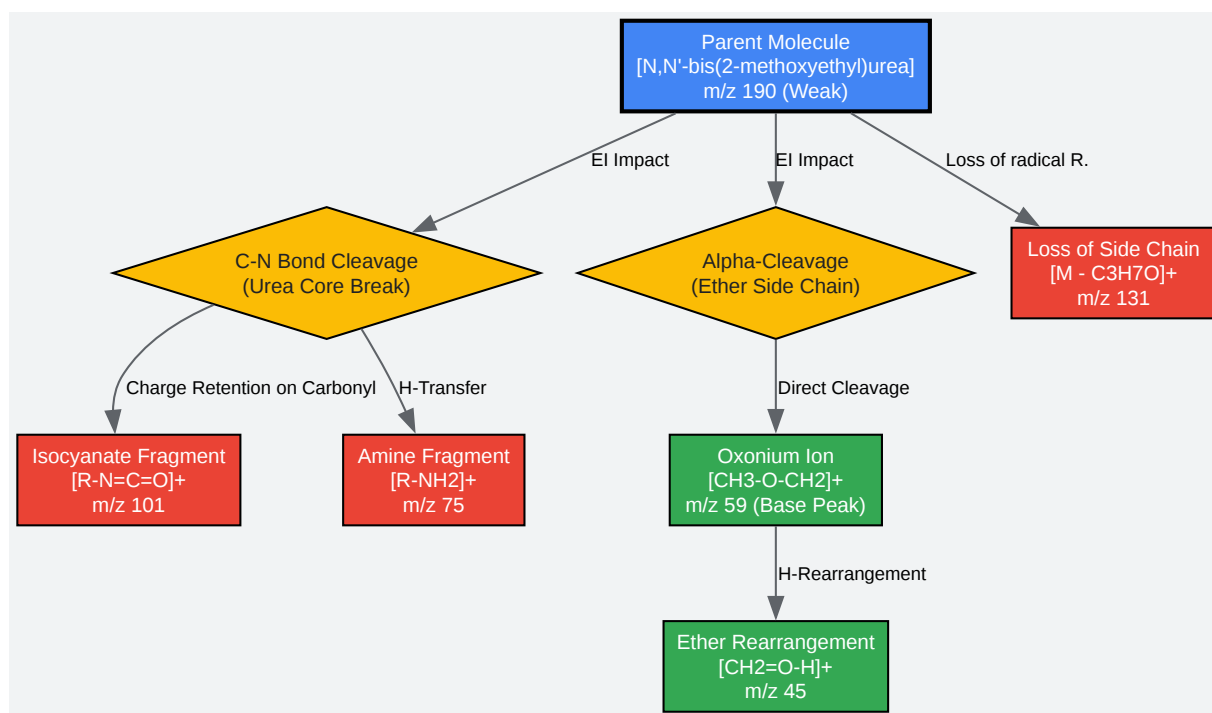 Parent Molecule
[N,N'-bis(2-methoxyethyl)urea]
m/z 190 (Weak)
EI Impact
EI Impact
Loss of radical R.
C-N Bond Cleavage
(Urea Core Break)
Alpha-Cleavage
(Ether Side Chain)
Loss of Side Chain
[M - C3H7O]+
m/z 131
Charge Retention on Carbonyl
H-Transfer
Direct Cleavage
Isocyanate Fragment
[R-N=C=O]+
m/z 101
Amine Fragment
[R-NH2]+
m/z 75
Oxonium Ion
[CH3-O-CH2]+
m/z 59 (Base Peak)
H-Rearrangement
Ether Rearrangement
[CH2=O-H]+
m/z 45